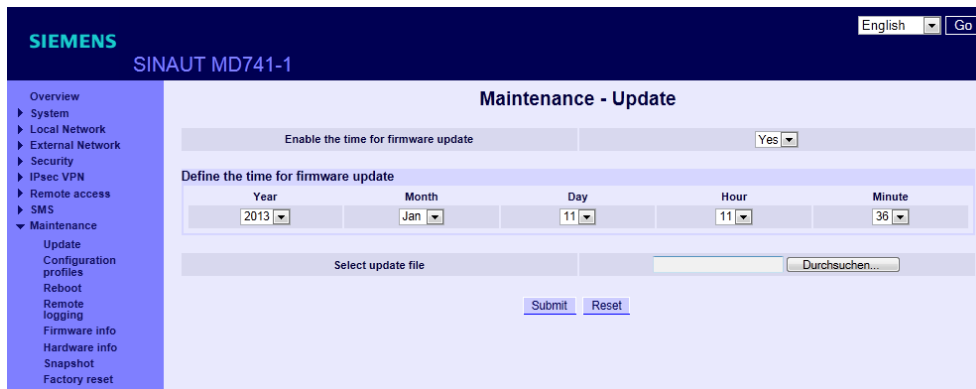 SIEMENS
English Go
SINAUT MD741-1
Overview
System
Local Network
External Network
Security
IPsec VPN
Remote access
SMS
Maintenance
Update
Configuration
profiles
Reboot
Remote
logging
Firmware info
Hardware info
Snapshot
Factory reset
Maintenance - Update
Enable the time for firmware update Yes
Define the time for firmware update
Year Month Day Hour Minute
2013 Jan 11 11 36
Select update file Durchsuchen...
Submit Reset